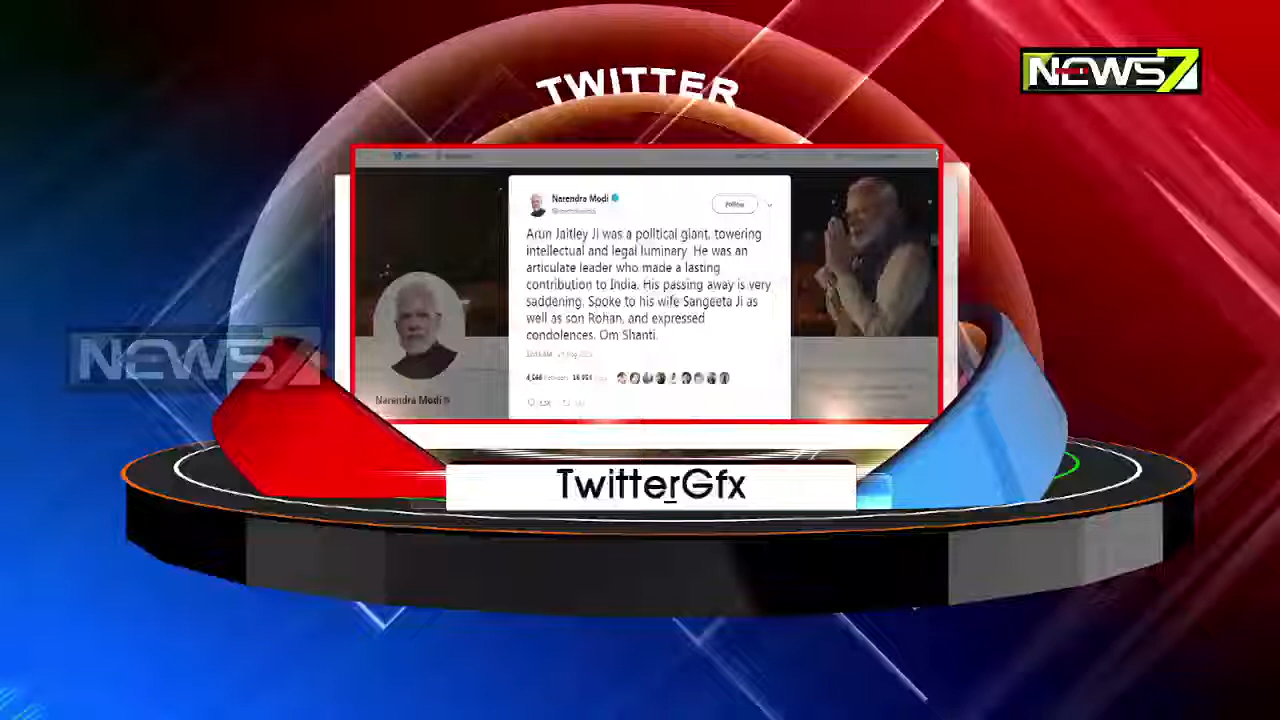 TWITTER
NEWS7
Narendra Modi
Follow
Arun Jaitley Ji was a political giant, towering
intellectual and legal luminary. He was an
articulate leader who made a lasting
contribution to India. His passing away is very
saddening. Spoke to his wife Sangeeta Ji as
well as son Rohan, and expressed
condolences. Om Shanti.
NEWS7
Narendra Modi
Twitter_Gfx